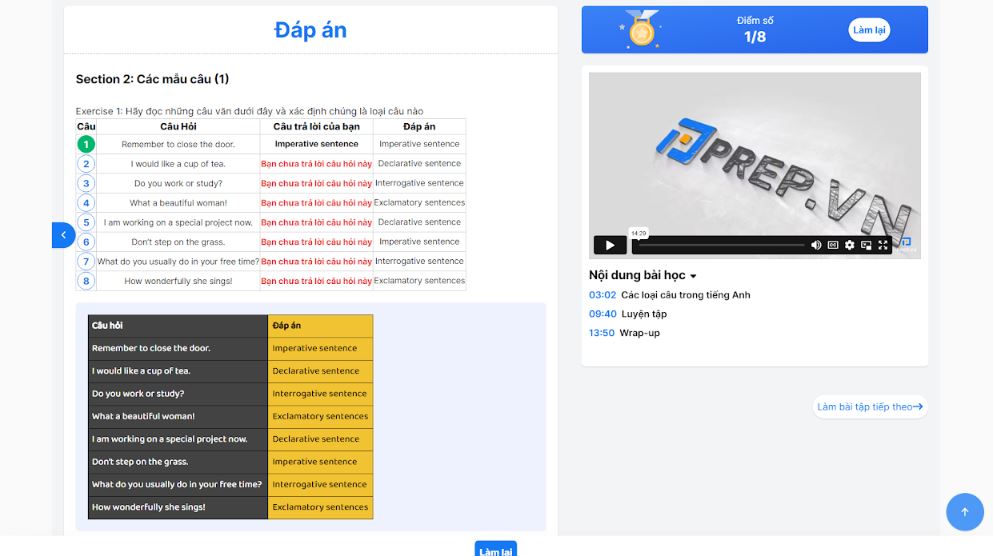 Đáp án
Section 2: Các mẫu câu (1)
Exercise 1: Hãy đọc những câu văn dưới đây và xác định chúng là loại câu nào
Câu Câu Hỏi Câu trả lời của bạn Đáp án
1 Remember to close the door. Imperative sentence Imperative sentence
2 I would like a cup of tea. Bạn chưa trả lời câu hỏi này Declarative sentence
3 Do you work or study? Bạn chưa trả lời câu hỏi này Interrogative sentence
4 What a beautiful woman! Bạn chưa trả lời câu hỏi này Exclamatory sentences
5 I am working on a special project now. Bạn chưa trả lời câu hỏi này Declarative sentence
6 Don't step on the grass. Bạn chưa trả lời câu hỏi này Imperative sentence
7 What do you usually do in your free time? Bạn chưa trả lời câu hỏi này Interrogative sentence
8 How wonderfully she sings! Bạn chưa trả lời câu hỏi này Exclamatory sentences
Câu hỏi Đáp án
Remember to close the door. Imperative sentence
I would like a cup of tea. Declarative sentence
Do you work or study? Interrogative sentence
What a beautiful woman! Exclamatory sentences
I am working on a special project now. Declarative sentence
Don't step on the grass. Imperative sentence
What do you usually do in your free time? Interrogative sentence
How wonderfully she sings! Exclamatory sentences
Làm lại
Điểm số
1/8
Làm lại
PREP.VN
14:29
Nội dung bài học
03:02 Các loại câu trong tiếng Anh
09:40 Luyện tập
13:50 Wrap-up
Làm bài tập tiếp theo